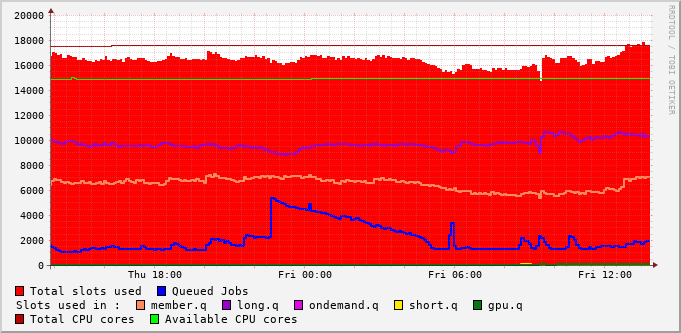 20000
18000
16000
14000
12000
10000
8000
6000
4000
2000
0
Thu 18:00 Fri 00:00 Fri 06:00 Fri 12:00
Total slots used Queued Jobs
Slots used in : member.q long.q ondemand.q short.q gpu.q
Total CPU cores Available CPU cores
RRDTOOL / TOBI OETIKER